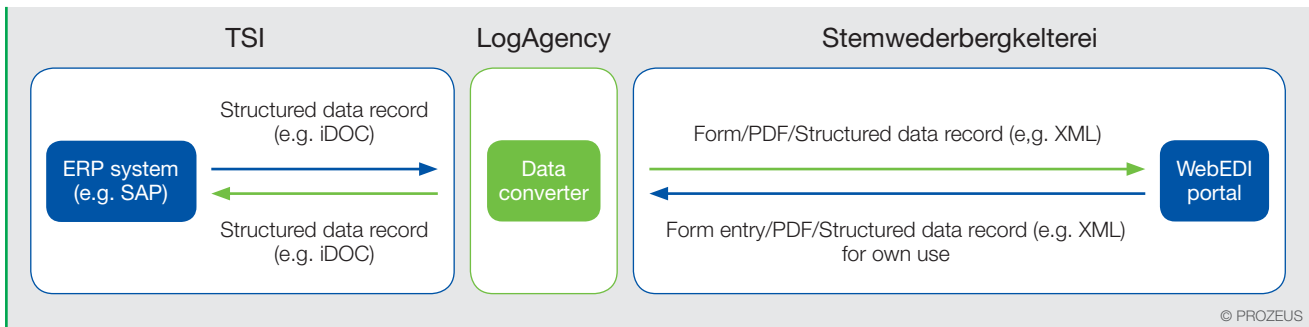 TSI
LogAgency
Stemwederbergkelterei
Structured data record
(e.g. iDOC)
ERP system
(e.g. SAP)
Structured data record
(e.g. iDOC)
Data
converter
Form/PDF/Structured data record (e,g. XML)
Form entry/PDF/Structured data record (e.g. XML)
for own use
WebEDI
portal
© PROZEUS